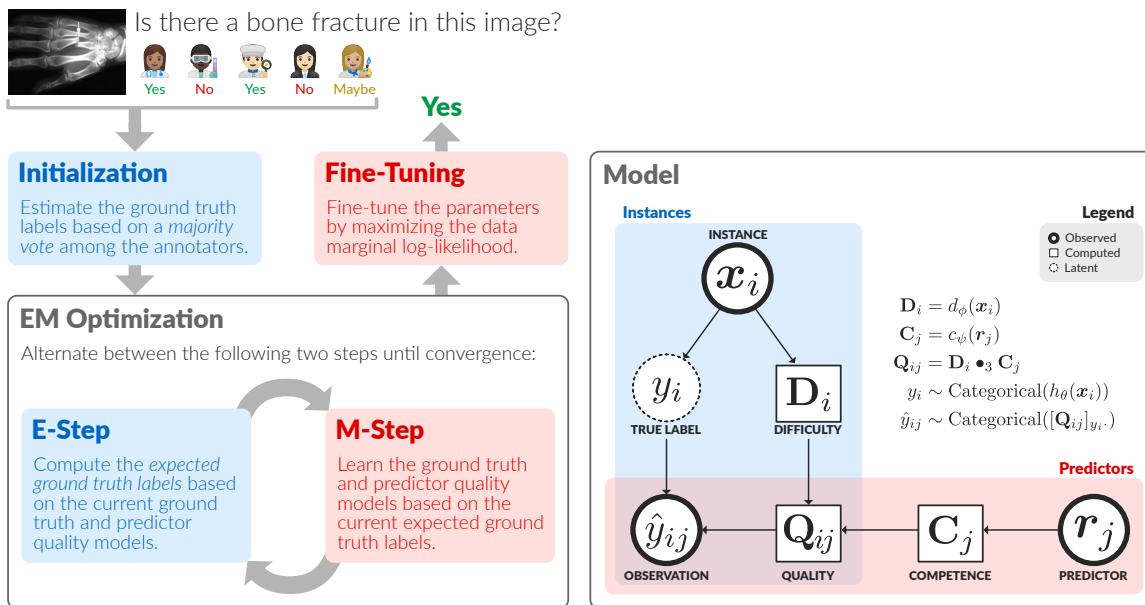 Is there a bone fracture in this image?
Yes No Yes No Maybe
Yes
Initialization
Estimate the ground truth
labels based on a majority
vote among the annotators.
Fine-Tuning
Fine-tune the parameters
by maximizing the data
marginal log-likelihood.
EM Optimization
Alternate between the following two steps until convergence:
E-Step
Compute the expected
ground truth labels based
on the current ground
truth and predictor
quality models.
M-Step
Learn the ground truth
and predictor quality
models based on the
current expected ground
truth labels.
Model
Instances
Legend
Observed
Computed
Latent
INSTANCE
x_i
y_i
TRUE LABEL
D_i
DIFFICULTY
D_i = d_ϕ(x_i)
C_j = c_ψ(r_j)
Q_ij = D_i •_3 C_j
y_i ∼ Categorical(h_θ(x_i))
ŷ_ij ∼ Categorical([Q_ij]_{y_i·})
Predictors
ŷ_ij
OBSERVATION
Q_ij
QUALITY
C_j
COMPETENCE
r_j
PREDICTOR